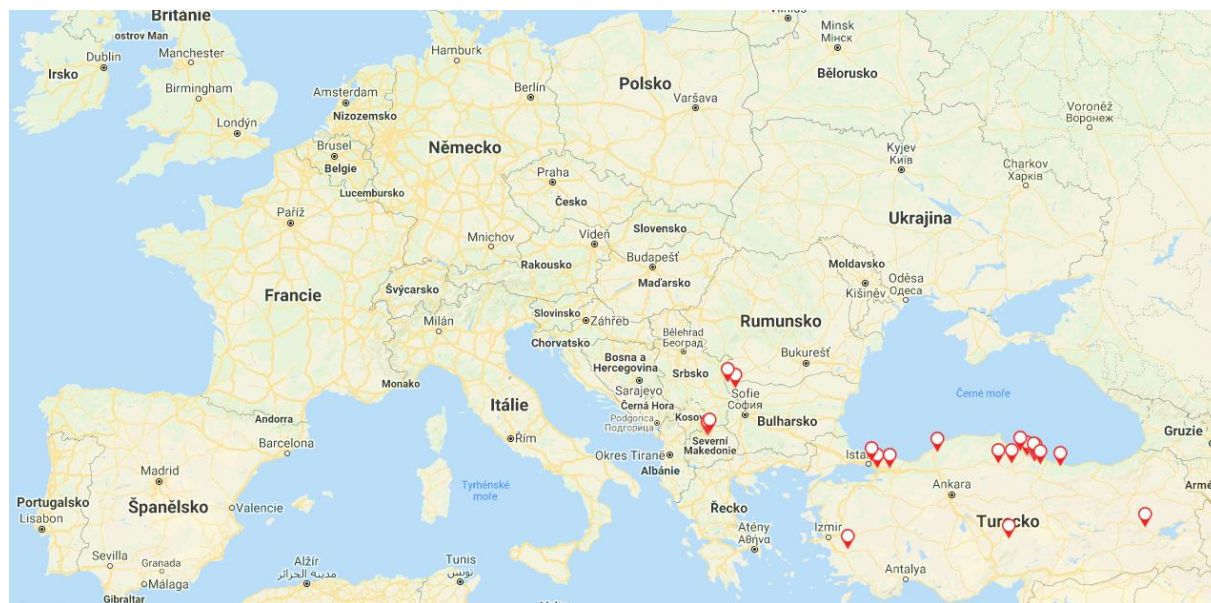 Británie
Vilnius
ostrov Man
Minsk
Мінск
Dublin
Manchester
Hamburk
Irsko
Bělorusko
Polsko
Birmingham
Amsterdam
Berlín
Varšava
Voroněž
Воронеж
Nizozemsko
Londýn
Brusel
Německo
Kyjev
Київ
Charkov
Харків
Belgie
Praha
Lucembursko
Česko
Paříž
Ukrajina
Vídeň
Slovensko
Mnichov
Budapešť
Moldavsko
Rakousko
Maďarsko
Oděsa
Одеса
Francie
Švýcarsko
Kišiněv
Slovinsko
Záhřeb
Milán
Rumunsko
Bělehrad
Београд
Chorvatsko
Bukurešť
Bosna a
Hercegovina
Srbsko
Monako
Sarajevo
Sofie
София
Černé moře
Itálie
Černá Hora
Kosovo
Andorra
Podgorica
Подгорица
Bulharsko
Gruzie
Barcelona
Řím
Severní
Makedonie
Okres Tirana
Istanbul
Albánie
Madrid
Tyrhénské
moře
Ankara
Portugalsko
Španělsko
Valencie
Řecko
Turecko
Lisabon
Atény
Αθήνα
Izmir
Sevilla
Granada
Alžír
مدينة الجزائر
Tunis
تونس
Antalya
Málaga
Gibraltar